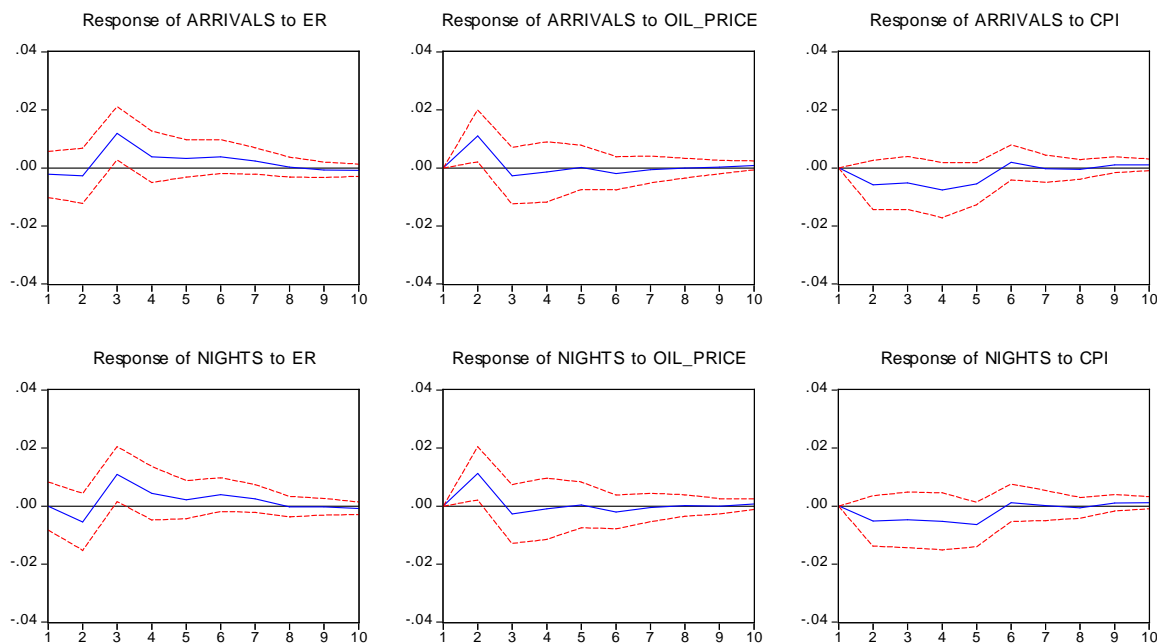 Response of ARRIVALS to ER
.04
.02
.00
-.02
-.04
1 2 3 4 5 6 7 8 9 10
Response of ARRIVALS to OIL_PRICE
.04
.02
.00
-.02
-.04
1 2 3 4 5 6 7 8 9 10
Response of ARRIVALS to CPI
.04
.02
.00
-.02
-.04
1 2 3 4 5 6 7 8 9 10
Response of NIGHTS to ER
.04
.02
.00
-.02
-.04
1 2 3 4 5 6 7 8 9 10
Response of NIGHTS to OIL_PRICE
.04
.02
.00
-.02
-.04
1 2 3 4 5 6 7 8 9 10
Response of NIGHTS to CPI
.04
.02
.00
-.02
-.04
1 2 3 4 5 6 7 8 9 10